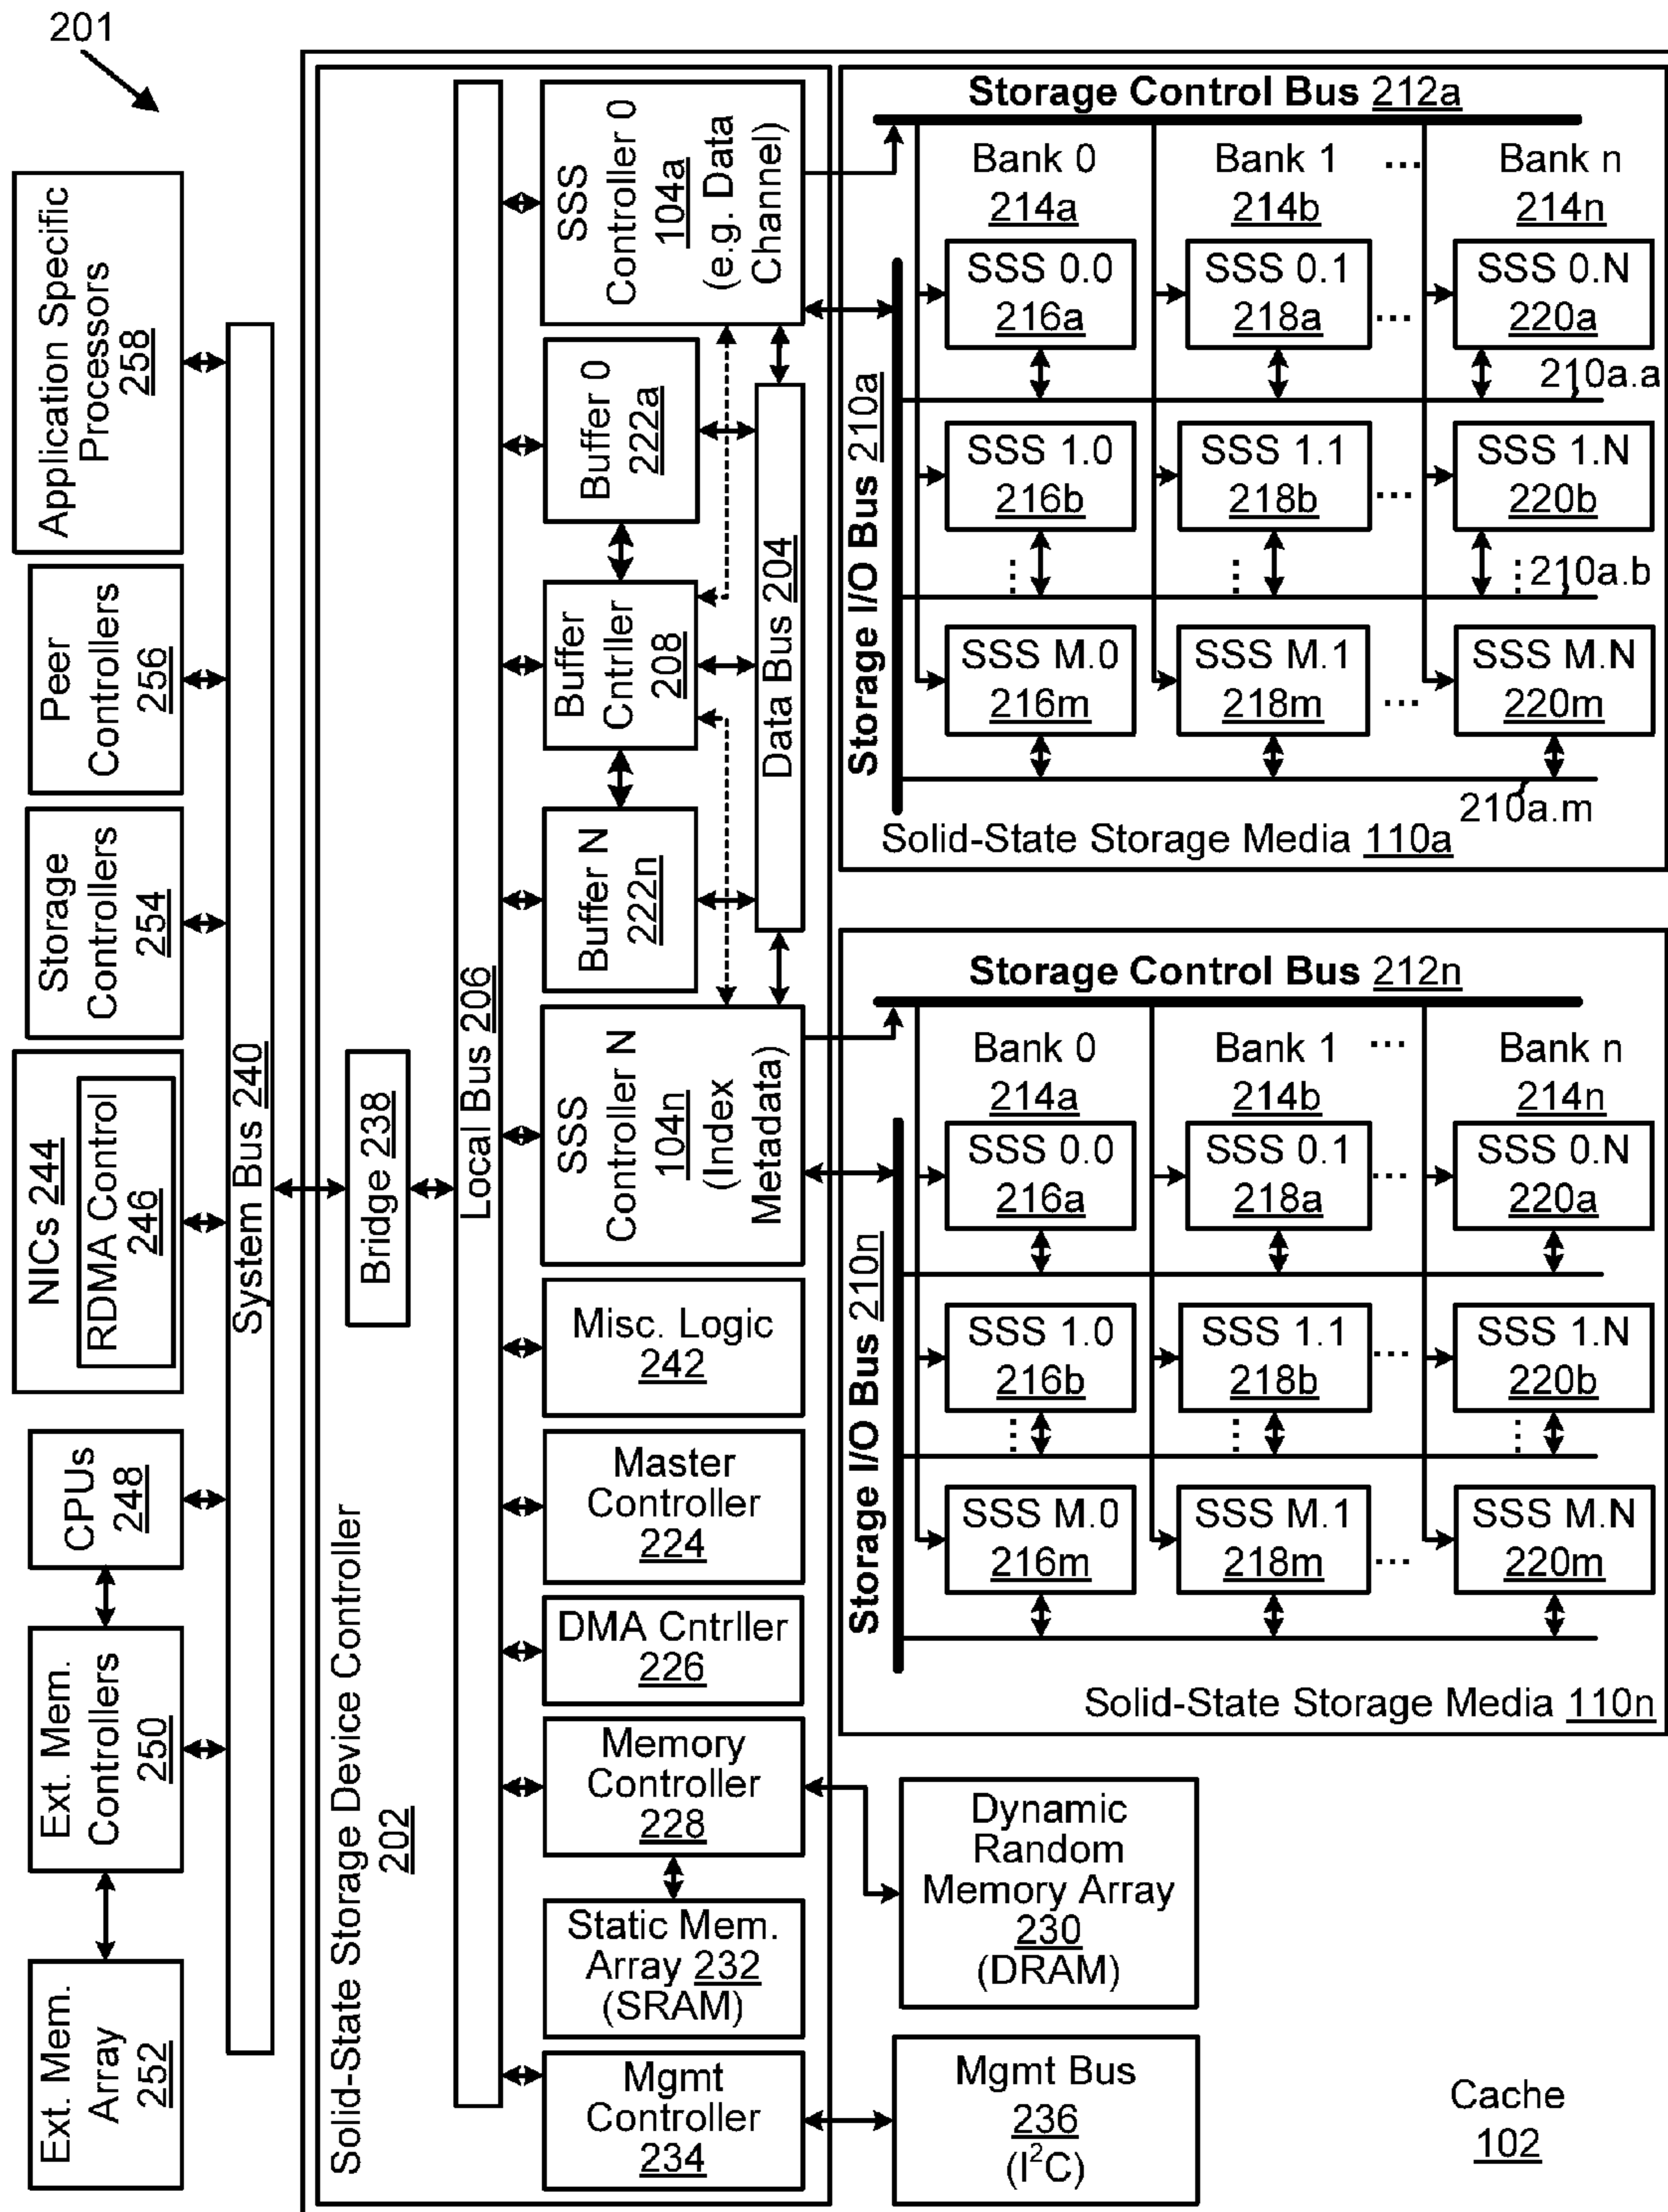 201
Application Specific
Processors
258
Peer
Controllers
256
Storage
Controllers
254
NICs 244
RDMA Control
246
CPUs
248
Ext. Mem.
Controllers
250
Ext. Mem.
Array
252
System Bus 240
Solid-State Storage Device Controller
202
Bridge 238
Local Bus 206
SSS
Controller 0
104a
(e.g. Data
Channel)
Buffer 0
222a
Buffer
Cntrller
208
Buffer N
222n
Data Bus 204
SSS
Controller N
104n
(Index
Metadata)
Misc. Logic
242
Master
Controller
224
DMA Cntrller
226
Memory
Controller
228
Static Mem.
Array 232
(SRAM)
Mgmt
Controller
234
Storage Control Bus 212a
Bank 0 Bank 1 ... Bank n
214a 214b 214n
Storage I/O Bus 210a
SSS 0.0 SSS 0.1 SSS 0.N
216a 218a ... 220a
210a.a
SSS 1.0 SSS 1.1 SSS 1.N
216b 218b ... 220b
... ... ... 210a.b
SSS M.0 SSS M.1 SSS M.N
216m 218m ... 220m
210a.m
Solid-State Storage Media 110a
Storage Control Bus 212n
Bank 0 Bank 1 ... Bank n
214a 214b 214n
Storage I/O Bus 210n
SSS 0.0 SSS 0.1 ... SSS 0.N
216a 218a 220a
SSS 1.0 SSS 1.1 ... SSS 1.N
216b 218b 220b
... ... ...
SSS M.0 SSS M.1 SSS M.N
216m 218m ... 220m
Solid-State Storage Media 110n
Dynamic
Random
Memory Array
230
(DRAM)
Mgmt Bus
236
(I²C)
Cache
102